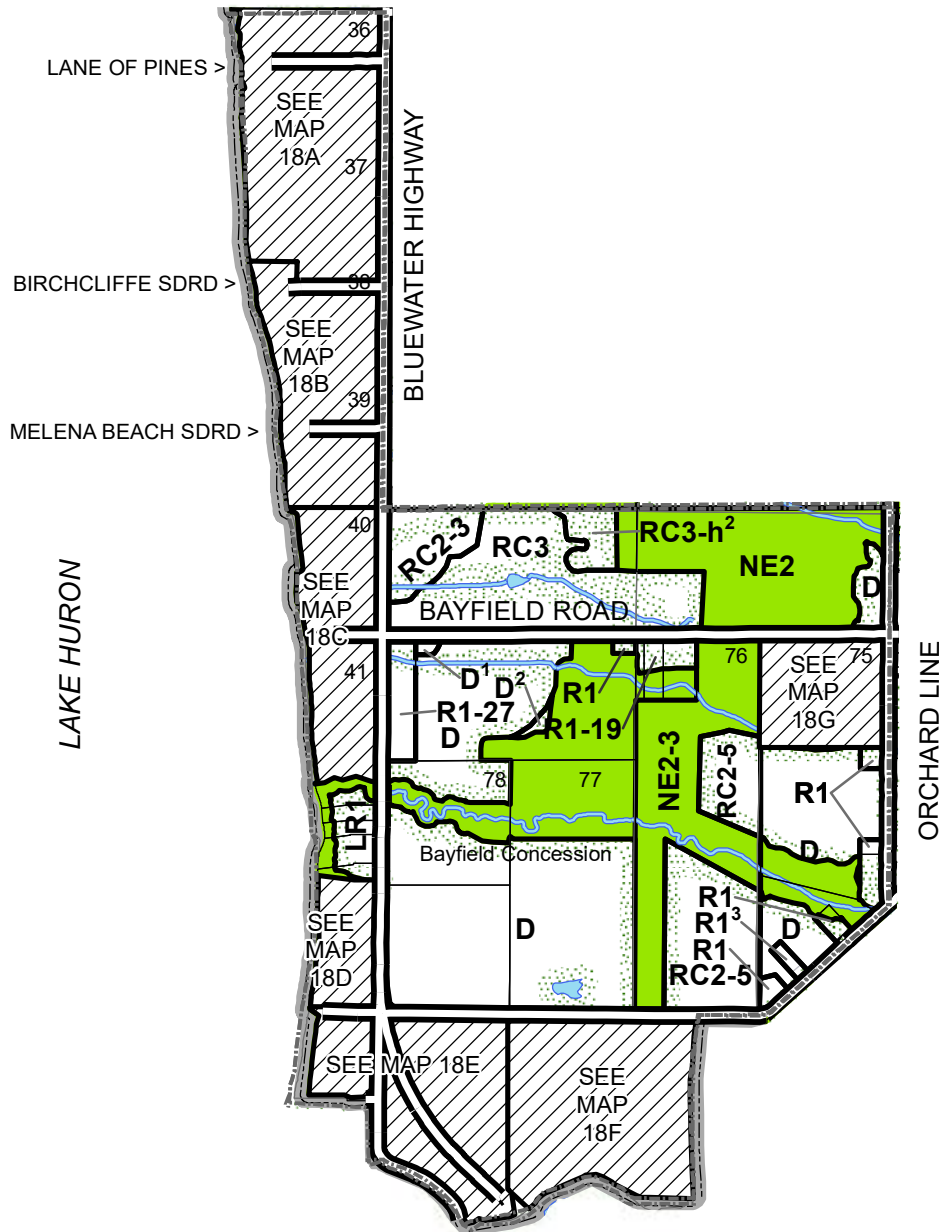 36
LANE OF PINES >
SEE
MAP
18A
37
BLUEWATER HIGHWAY
BIRCHCLIFFE SDRD >
38
SEE
MAP
18B
39
MELENA BEACH SDRD >
40
RC2-3
RC3
RC3-h²
NE2
D
LAKE HURON
SEE
MAP
18C
BAYFIELD ROAD
41
D¹
D²
R1-27
D
R1
R1-19
76
75
SEE
MAP
18G
ORCHARD LINE
78
77
NE2-3
RC2-5
R1
LR1
Bayfield Concession
D
D
R1
R1³
R1
RC2-5
D
SEE
MAP
18D
SEE MAP 18E
SEE
MAP
18F